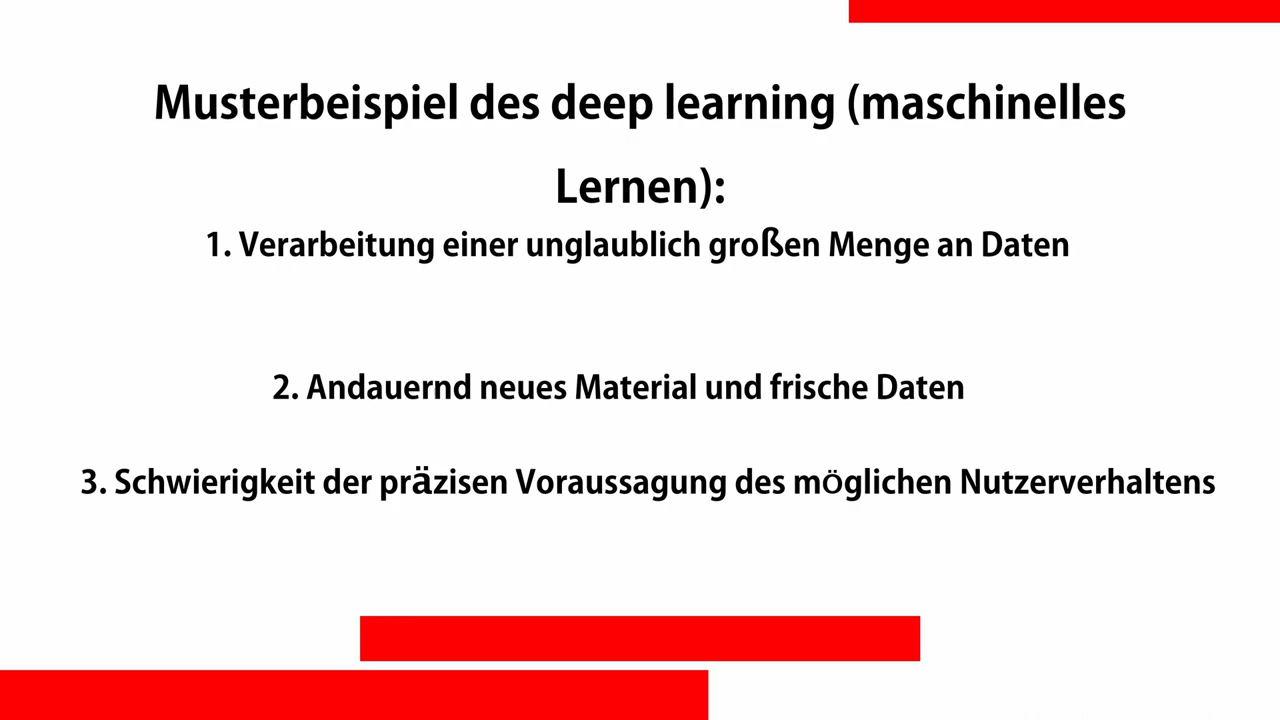 Musterbeispiel des deep learning (maschinelles
Lernen):
1. Verarbeitung einer unglaublich großen Menge an Daten
2. Andauernd neues Material und frische Daten
3. Schwierigkeit der präzisen Voraussagung des möglichen Nutzerverhaltens